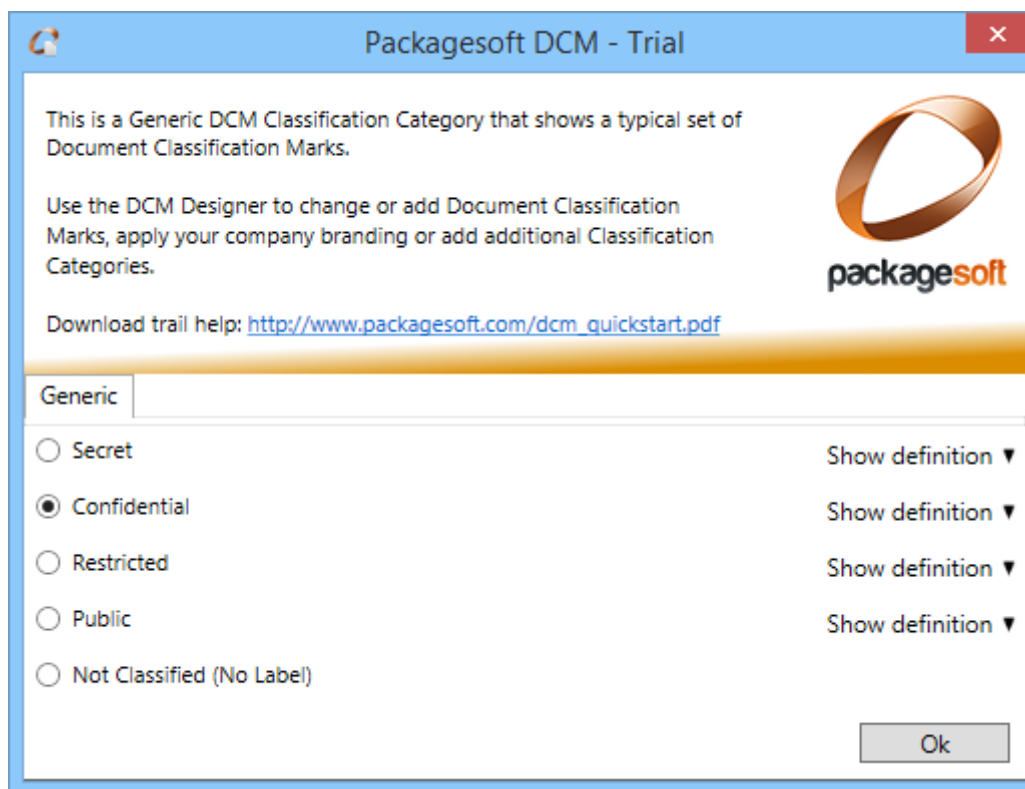 Packagesoft DCM - Trial
This is a Generic DCM Classification Category that shows a typical set of
Document Classification Marks.
Use the DCM Designer to change or add Document Classification
Marks, apply your company branding or add additional Classification
Categories.
Download trail help: http://www.packagesoft.com/dcm_quickstart.pdf
packagesoft
Generic
Secret Show definition ▼
Confidential Show definition ▼
Restricted Show definition ▼
Public Show definition ▼
Not Classified (No Label)
Ok